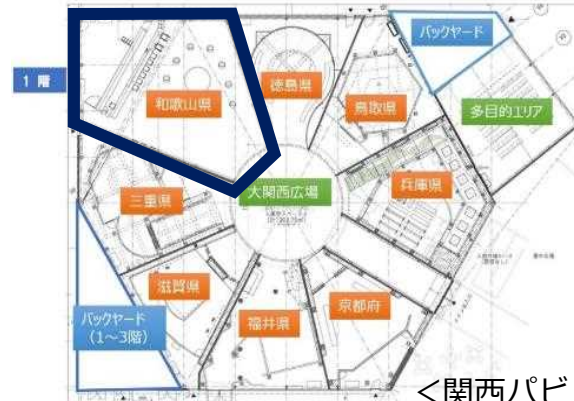 1 階
バックヤード
和歌山県
徳島県
鳥取県
多目的エリア
三重県
大関西広場
兵庫県
滋賀県
福井県
京都府
バックヤード
（1～3階）
<関西パビ